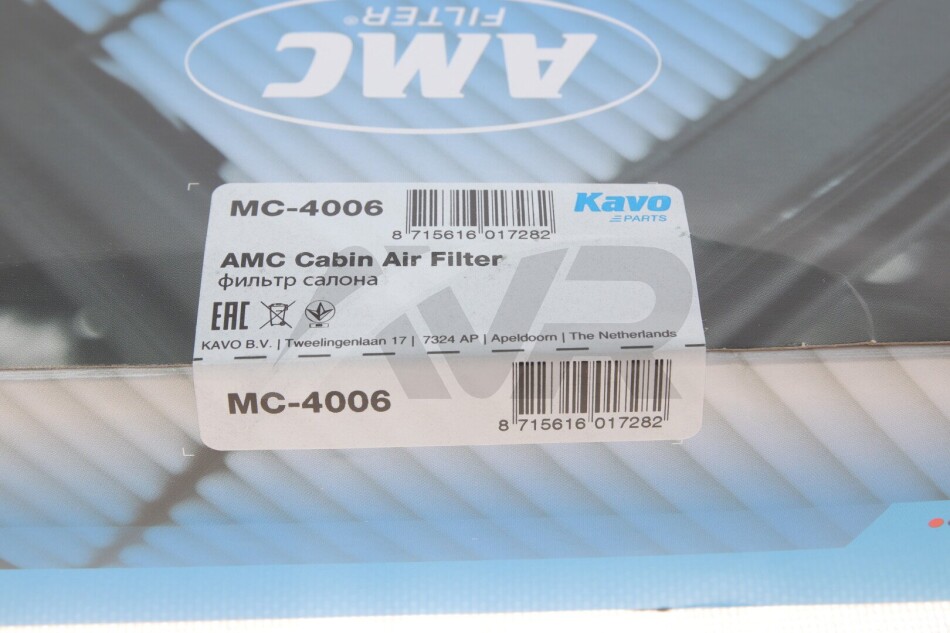 AMC
FILTER®
MC-4006
8 715616 017282
Kavo
PARTS
AMC Cabin Air Filter
фильтр салона
EAC
KAVO B.V. | Tweelingenlaan 17 | 7324 AP | Apeldoorn | The Netherlands
MC-4006
8 715616 017282
AVR